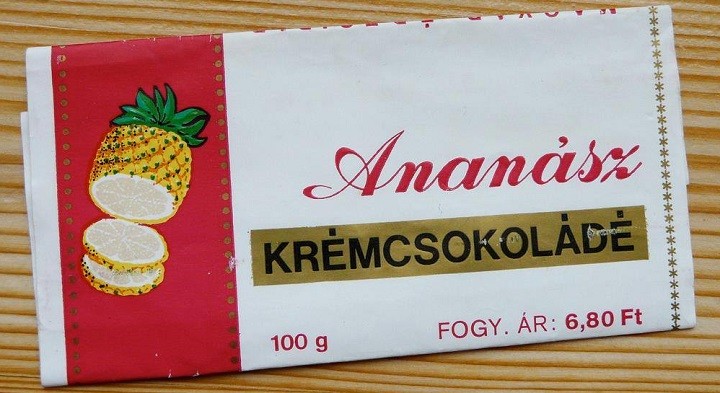 Ananász
KRÉMCSOKOLÁDÉ
100 g
FOGY. ÁR: 6,80 Ft